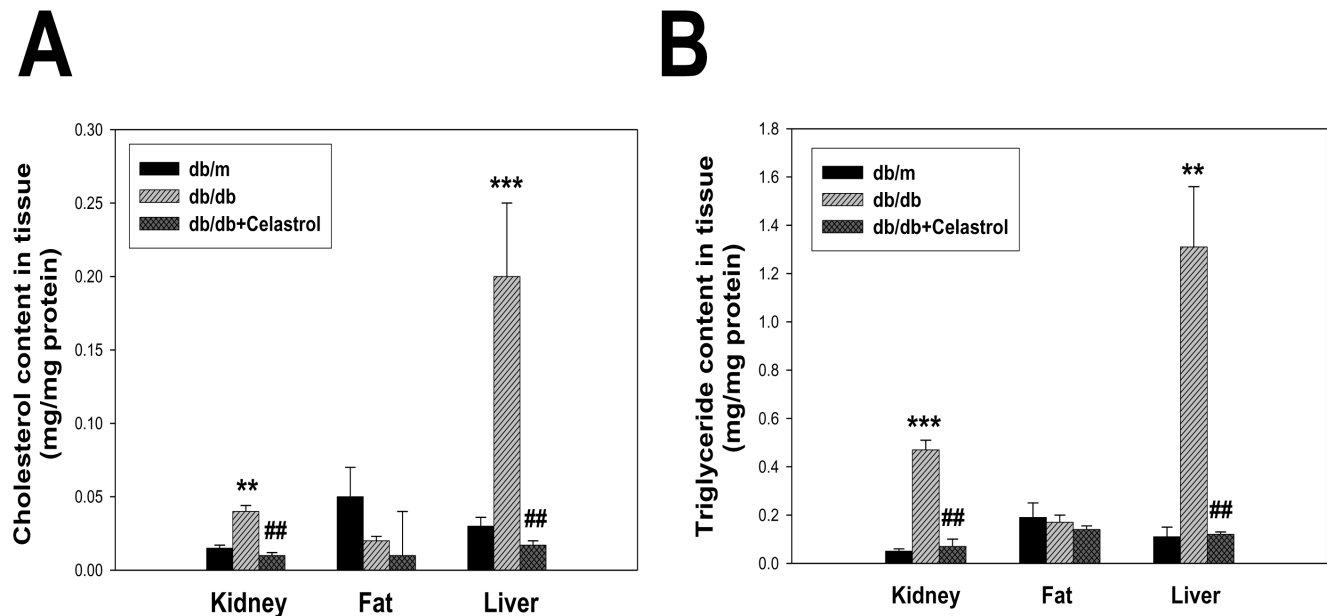 A
Cholesterol content in tissue
(mg/mg protein)
0.30
0.25
0.20
0.15
0.10
0.05
0.00
db/m
db/db
db/db+Celastrol
**
##
***
##
Kidney
Fat
Liver
B
Triglyceride content in tissue
(mg/mg protein)
1.8
1.6
1.4
1.2
1.0
0.8
0.6
0.4
0.2
0.0
db/m
db/db
db/db+Celastrol
***
##
**
##
Kidney
Fat
Liver